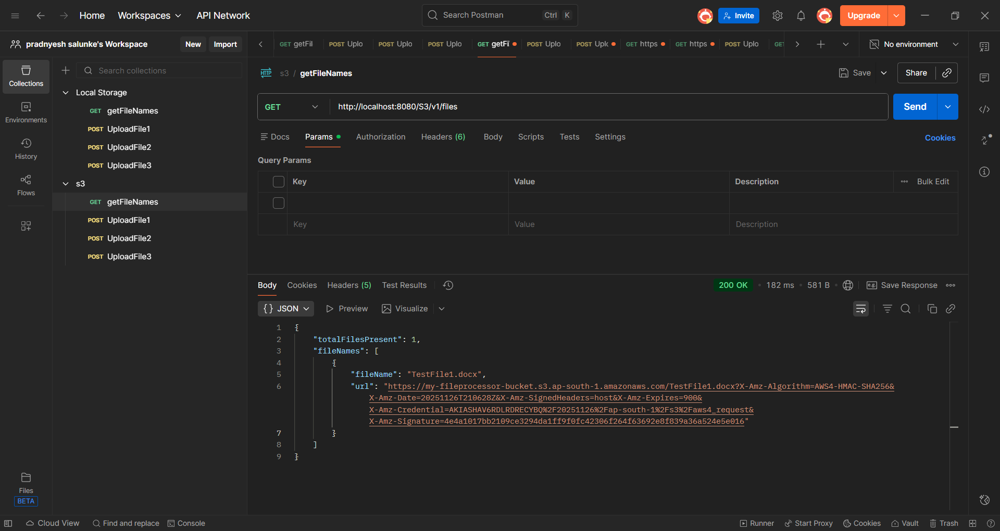 Home
Workspaces
API Network
Search Postman
Ctrl K
Invite
Upgrade
pradnyesh salunke's Workspace
New
Import
GET getFil
POST Uplo
POST Uplo
POST Uplo
GET getFi
POST Uplo
POST Uplo
GET https
GET https
POST Uplo
GET
No environment
Collections
Environments
History
Flows
Files
BETA
Search collections
Local Storage
GET getFileNames
POST UploadFile1
POST UploadFile2
POST UploadFile3
s3
GET getFileNames
POST UploadFile1
POST UploadFile2
POST UploadFile3
HTTP s3 / getFileNames
Save
Share
GET
http://localhost:8080/S3/v1/files
Send
Docs
Params
Authorization
Headers (6)
Body
Scripts
Tests
Settings
Cookies
Query Params
Key Value Description
Bulk Edit
Key Value Description
Body
Cookies
Headers (5)
Test Results
200 OK
182 ms
581 B
e.g. Save Response
{} JSON
Preview
Visualize
1 {
2 "totalFilesPresent": 1,
3 "fileNames": [
4 {
5 "fileName": "TestFile1.docx",
6 "url": "https://my-fileprocessor-bucket.s3.ap-south-1.amazonaws.com/TestFile1.docx?X-Amz-Algorithm=AWS4-HMAC-SHA256&
X-Amz-Date=20251126T210628Z&X-Amz-SignedHeaders=host&X-Amz-Expires=900&
X-Amz-Credential=AKIASHAV6RDLRDRECYBQ%2F20251126%2Fap-south-1%2Fs3%2Faws4_request&
X-Amz-Signature=4e4a1017bb2109ce3294da1ff9f0fc42306f264f63692e8f839a36a524e5e016"
7 }
8 ]
9 }
Cloud View
Find and replace
Console
Runner
Start Proxy
Cookies
Vault
Trash